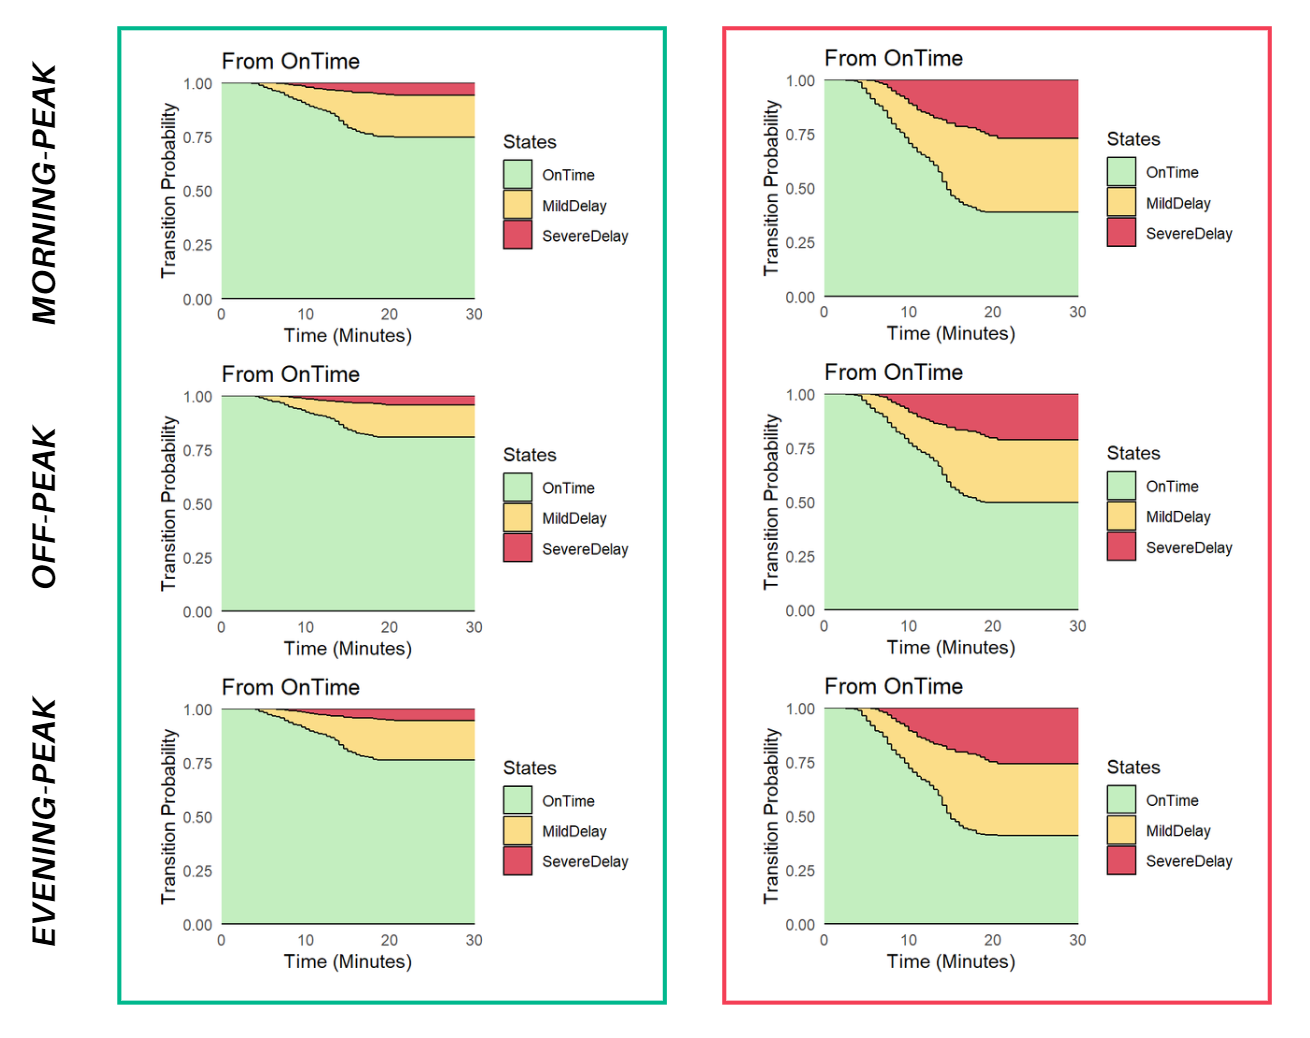 MORNING-PEAK
From OnTime
Transition Probability
1.00
0.75
0.50
0.25
0.00
0 10 20 30
Time (Minutes)
States
OnTime
MildDelay
SevereDelay
From OnTime
Transition Probability
1.00
0.75
0.50
0.25
0.00
0 10 20 30
Time (Minutes)
States
OnTime
MildDelay
SevereDelay
OFF-PEAK
From OnTime
Transition Probability
1.00
0.75
0.50
0.25
0.00
0 10 20 30
Time (Minutes)
States
OnTime
MildDelay
SevereDelay
From OnTime
Transition Probability
1.00
0.75
0.50
0.25
0.00
0 10 20 30
Time (Minutes)
States
OnTime
MildDelay
SevereDelay
EVENING-PEAK
From OnTime
Transition Probability
1.00
0.75
0.50
0.25
0.00
0 10 20 30
Time (Minutes)
States
OnTime
MildDelay
SevereDelay
From OnTime
Transition Probability
1.00
0.75
0.50
0.25
0.00
0 10 20 30
Time (Minutes)
States
OnTime
MildDelay
SevereDelay